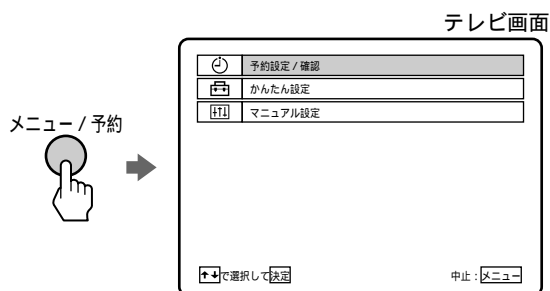 テレビ画面
メニュー / 予約
予約設定 / 確認
かんたん設定
マニュアル設定
↑↓で選択して決定
中止：メニュー